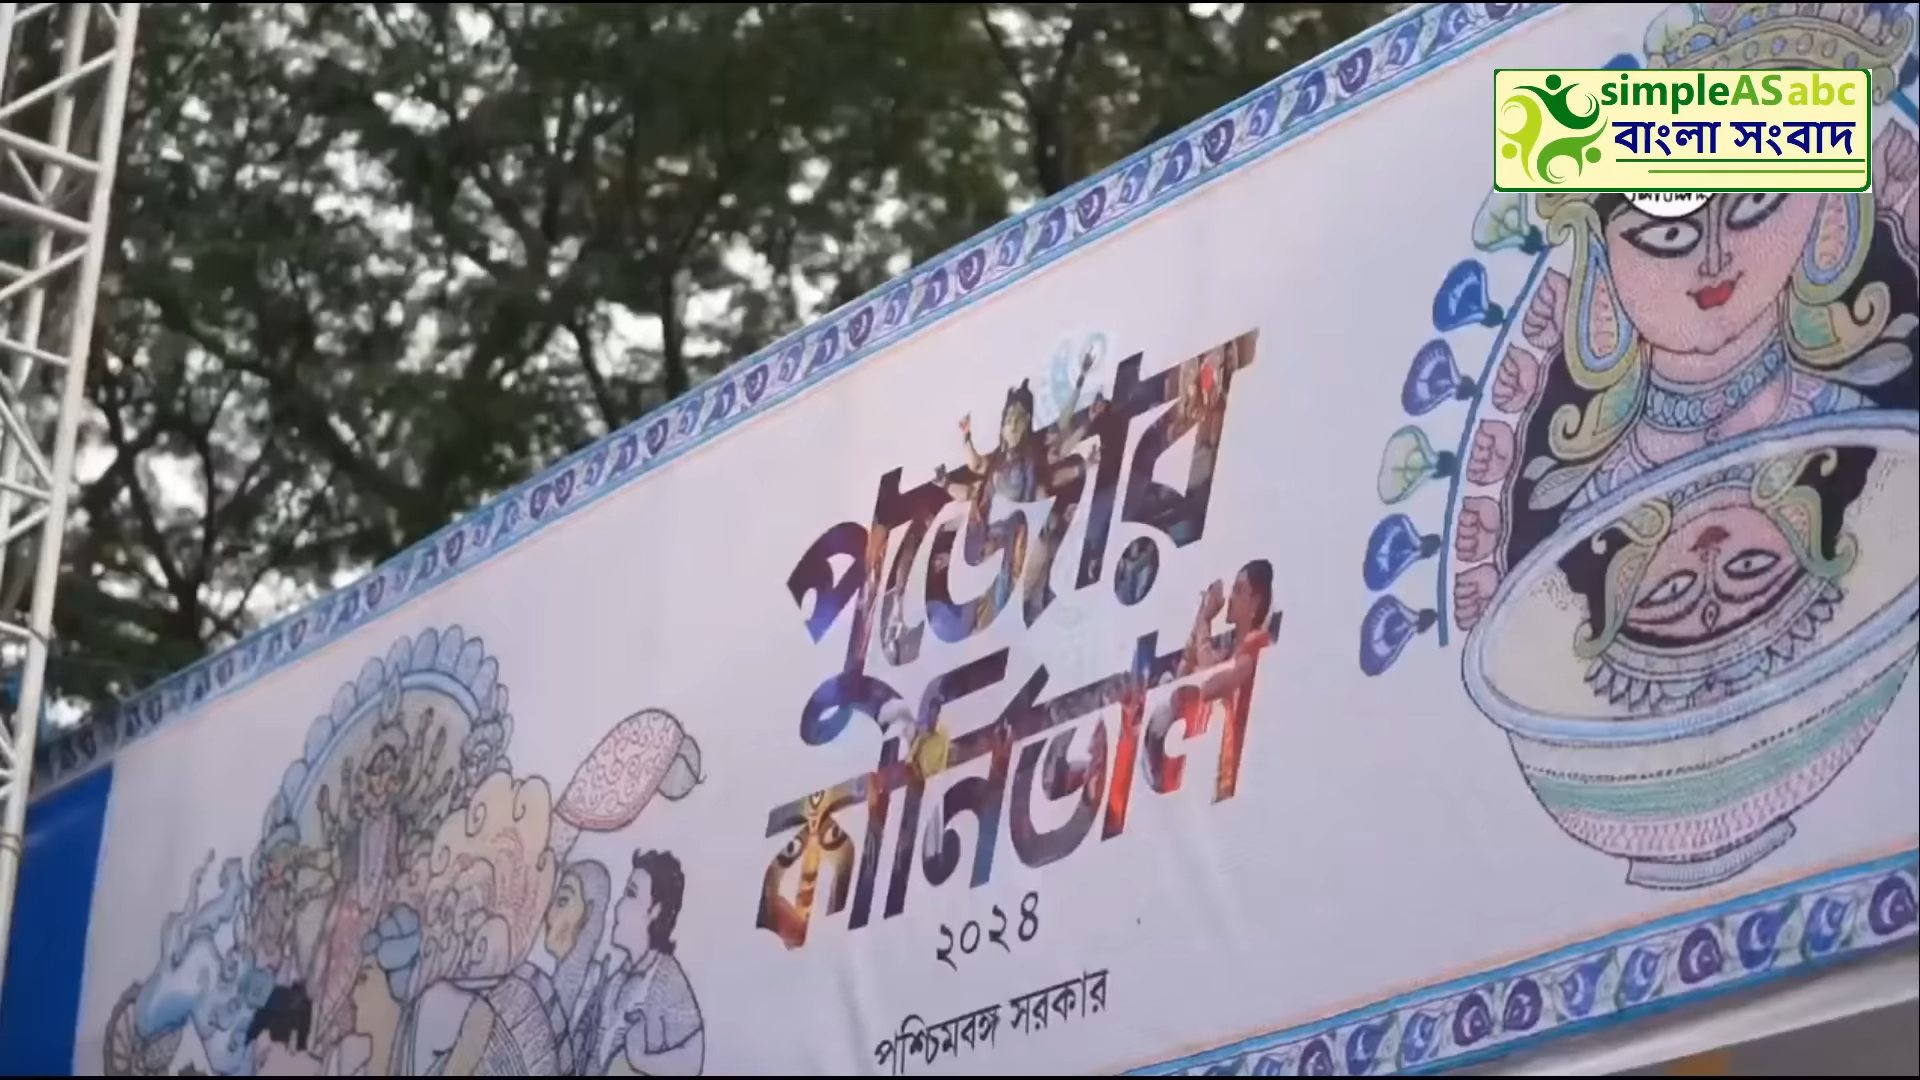 simpleASabc
বাংলা সংবাদ
পুজোর
কার্নিভাল
২০২৪
পশ্চিমবঙ্গ সরকার